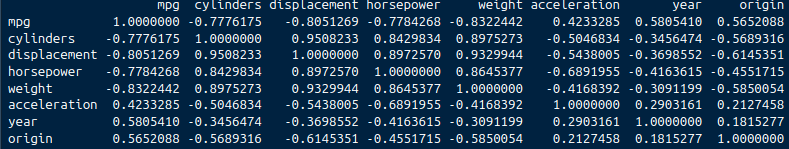 mpg cylinders displacement horsepower weight acceleration year origin
mpg 1.0000000 -0.7776175 -0.8051269 -0.7784268 -0.8322442 0.4233285 0.5805410 0.5652088
cylinders -0.7776175 1.0000000 0.9508233 0.8429834 0.8975273 -0.5046834 -0.3456474 -0.5689316
displacement -0.8051269 0.9508233 1.0000000 0.8972570 0.9329944 -0.5438005 -0.3698552 -0.6145351
horsepower -0.7784268 0.8429834 0.8972570 1.0000000 0.8645377 -0.6891955 -0.4163615 -0.4551715
weight -0.8322442 0.8975273 0.9329944 0.8645377 1.0000000 -0.4168392 -0.3091199 -0.5850054
acceleration 0.4233285 -0.5046834 -0.5438005 -0.6891955 -0.4168392 1.0000000 0.2903161 0.2127458
year 0.5805410 -0.3456474 -0.3698552 -0.4163615 -0.3091199 0.2903161 1.0000000 0.1815277
origin 0.5652088 -0.5689316 -0.6145351 -0.4551715 -0.5850054 0.2127458 0.1815277 1.0000000